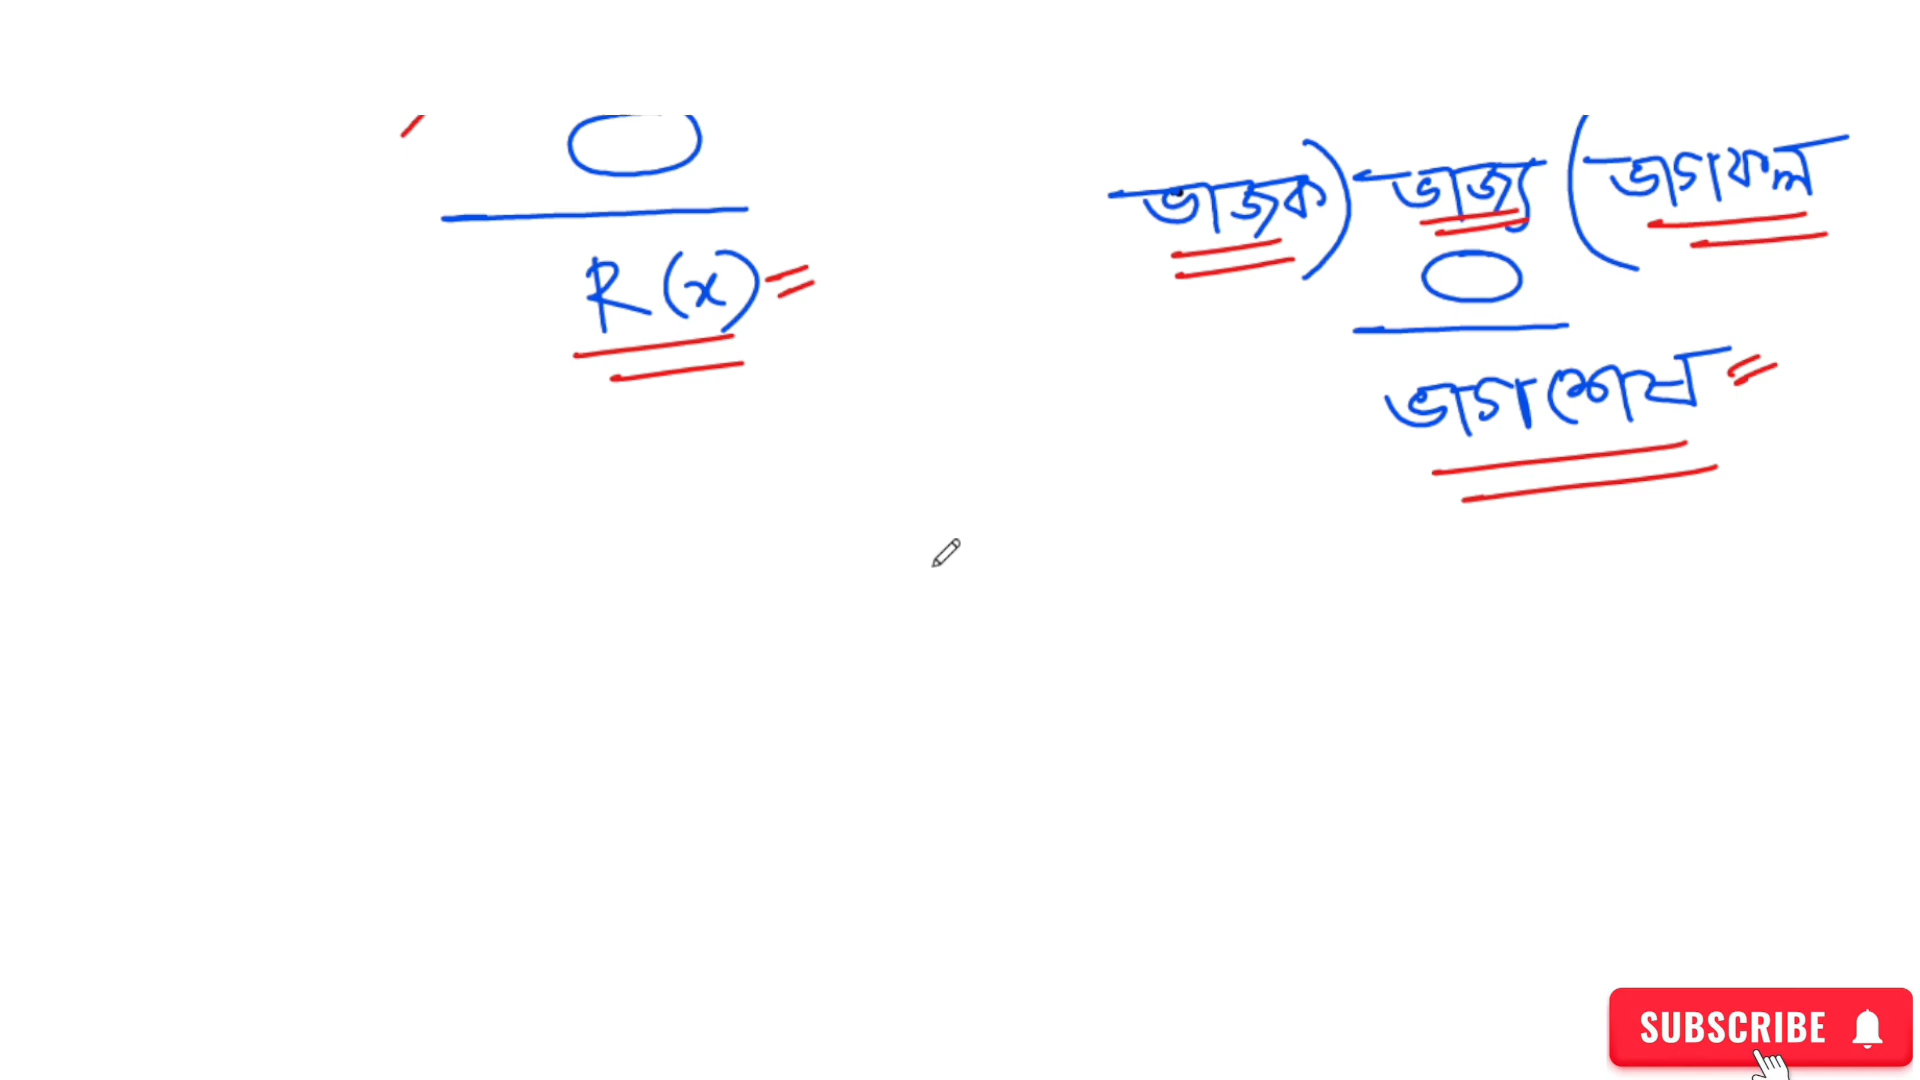 ভাজক) ভাজ্য (ভাগফল
R(x) =
ভাগশেষ =
SUBSCRIBE